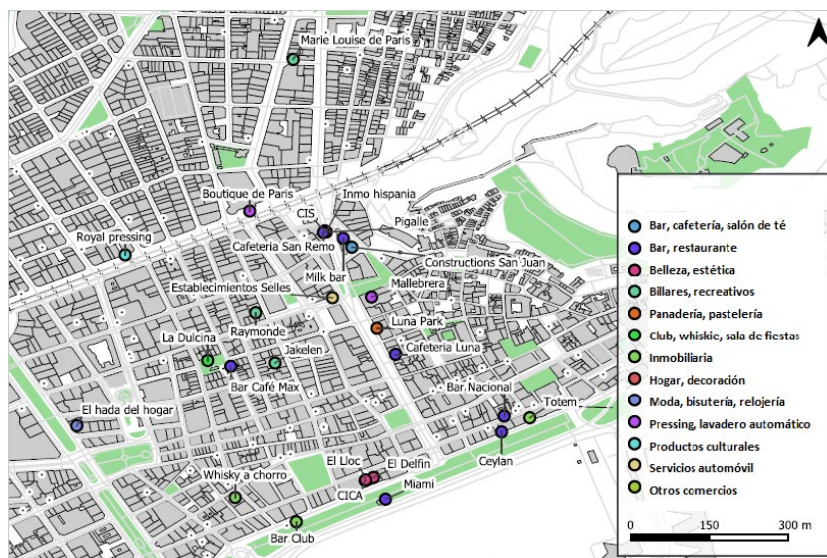 Marie Louise de Paris
Boutique de Paris
Inmo hispania
CIS
Pigalle
Royal pressing
Cafeteria San Remo
Constructions San Juan
Milk bar
Establecimientos Selles
Mallebrera
Luna Park
La Dulcina
Raymonde
Jakelen
Cafeteria Luna
Bar Café Max
Bar Nacional
Totem
El hada del hogar
El Lloc
El Delfin
Ceylan
Whisky a chorro
CICA
Miami
Bar Club
Bar, cafetería, salón de té
Bar, restaurante
Belleza, estética
Billares, recreativos
Panadería, pastelería
Club, whiskie, sala de fiestas
Inmobiliaria
Hogar, decoración
Moda, bisutería, relojería
Pressing, lavadero automático
Productos culturales
Servicios automóvil
Otros comercios
0 150 300 m